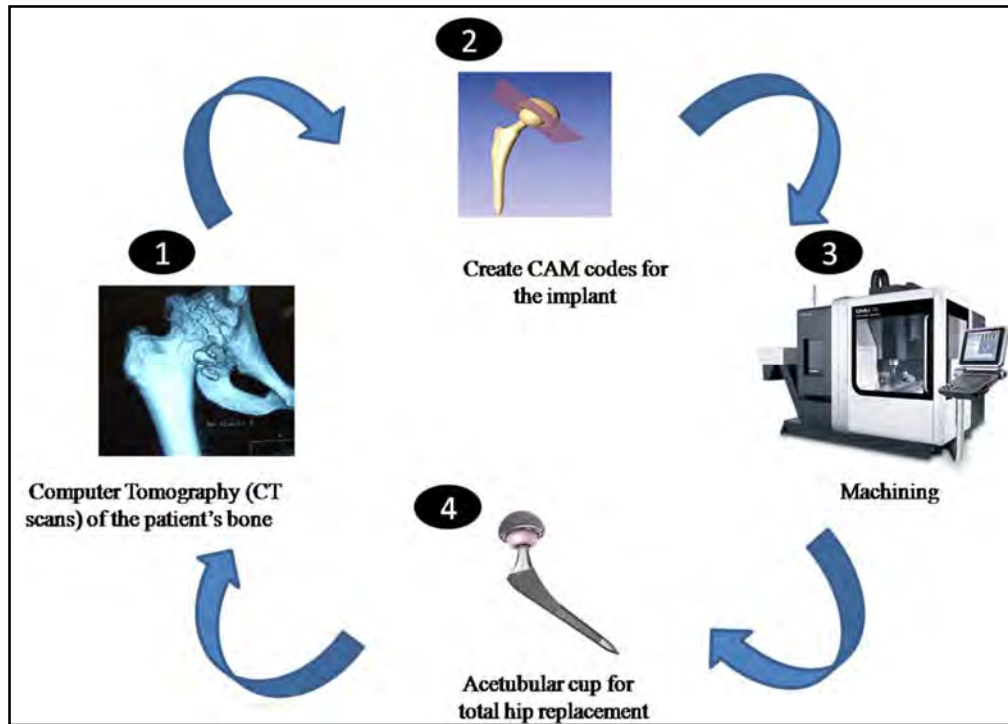 1
Computer Tomography (CT
scans) of the patient's bone
2
Create CAM codes for
the implant
3
Machining
4
Acetubular cup for
total hip replacement